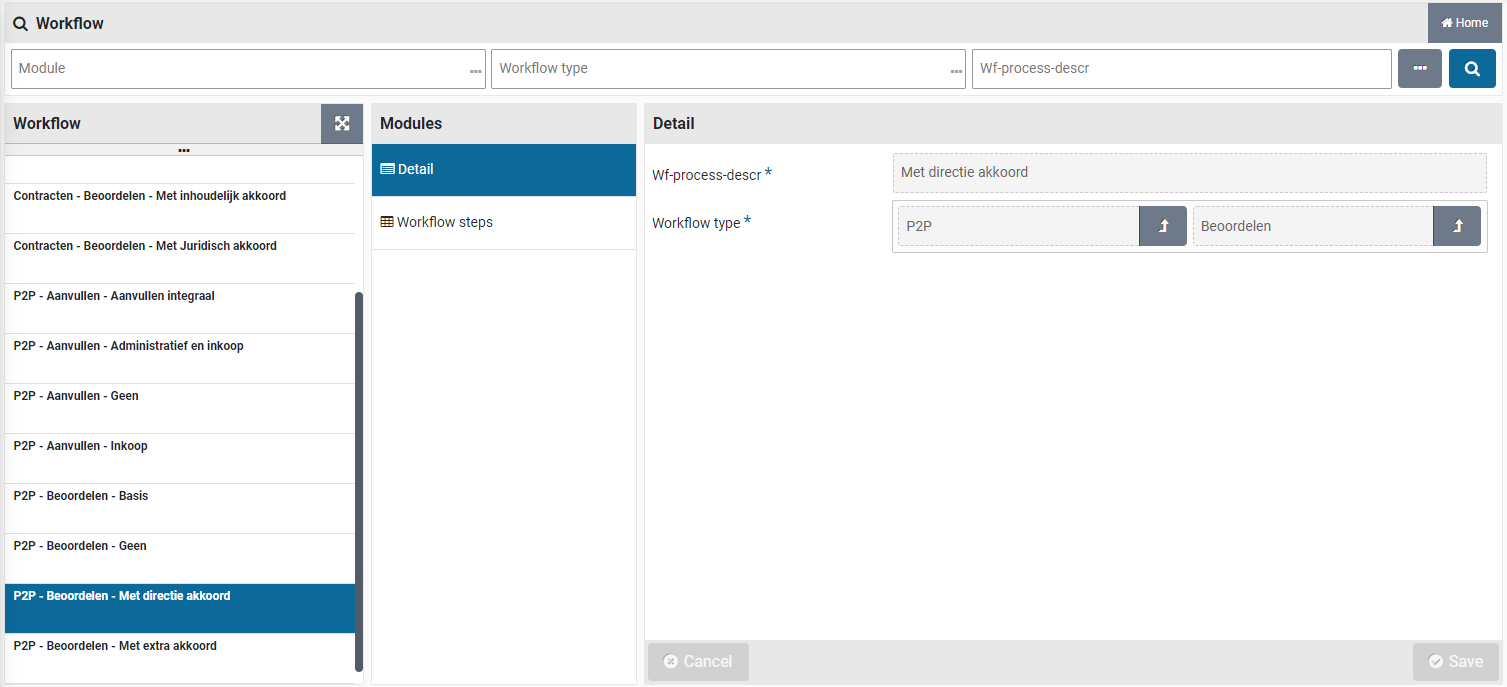 Workflow
Home
Module
Workflow type
Wf-process-descr
Workflow
Contracten - Beoordelen - Met inhoudelijk akkoord
Contracten - Beoordelen - Met Juridisch akkoord
P2P - Aanvullen - Aanvullen integraal
P2P - Aanvullen - Administratief en inkoop
P2P - Aanvullen - Geen
P2P - Aanvullen - Inkoop
P2P - Beoordelen - Basis
P2P - Beoordelen - Geen
P2P - Beoordelen - Met directie akkoord
P2P - Beoordelen - Met extra akkoord
Modules
Detail
Workflow steps
Detail
Wf-process-descr * Met directie akkoord
Workflow type * P2P Beoordelen
Cancel
Save